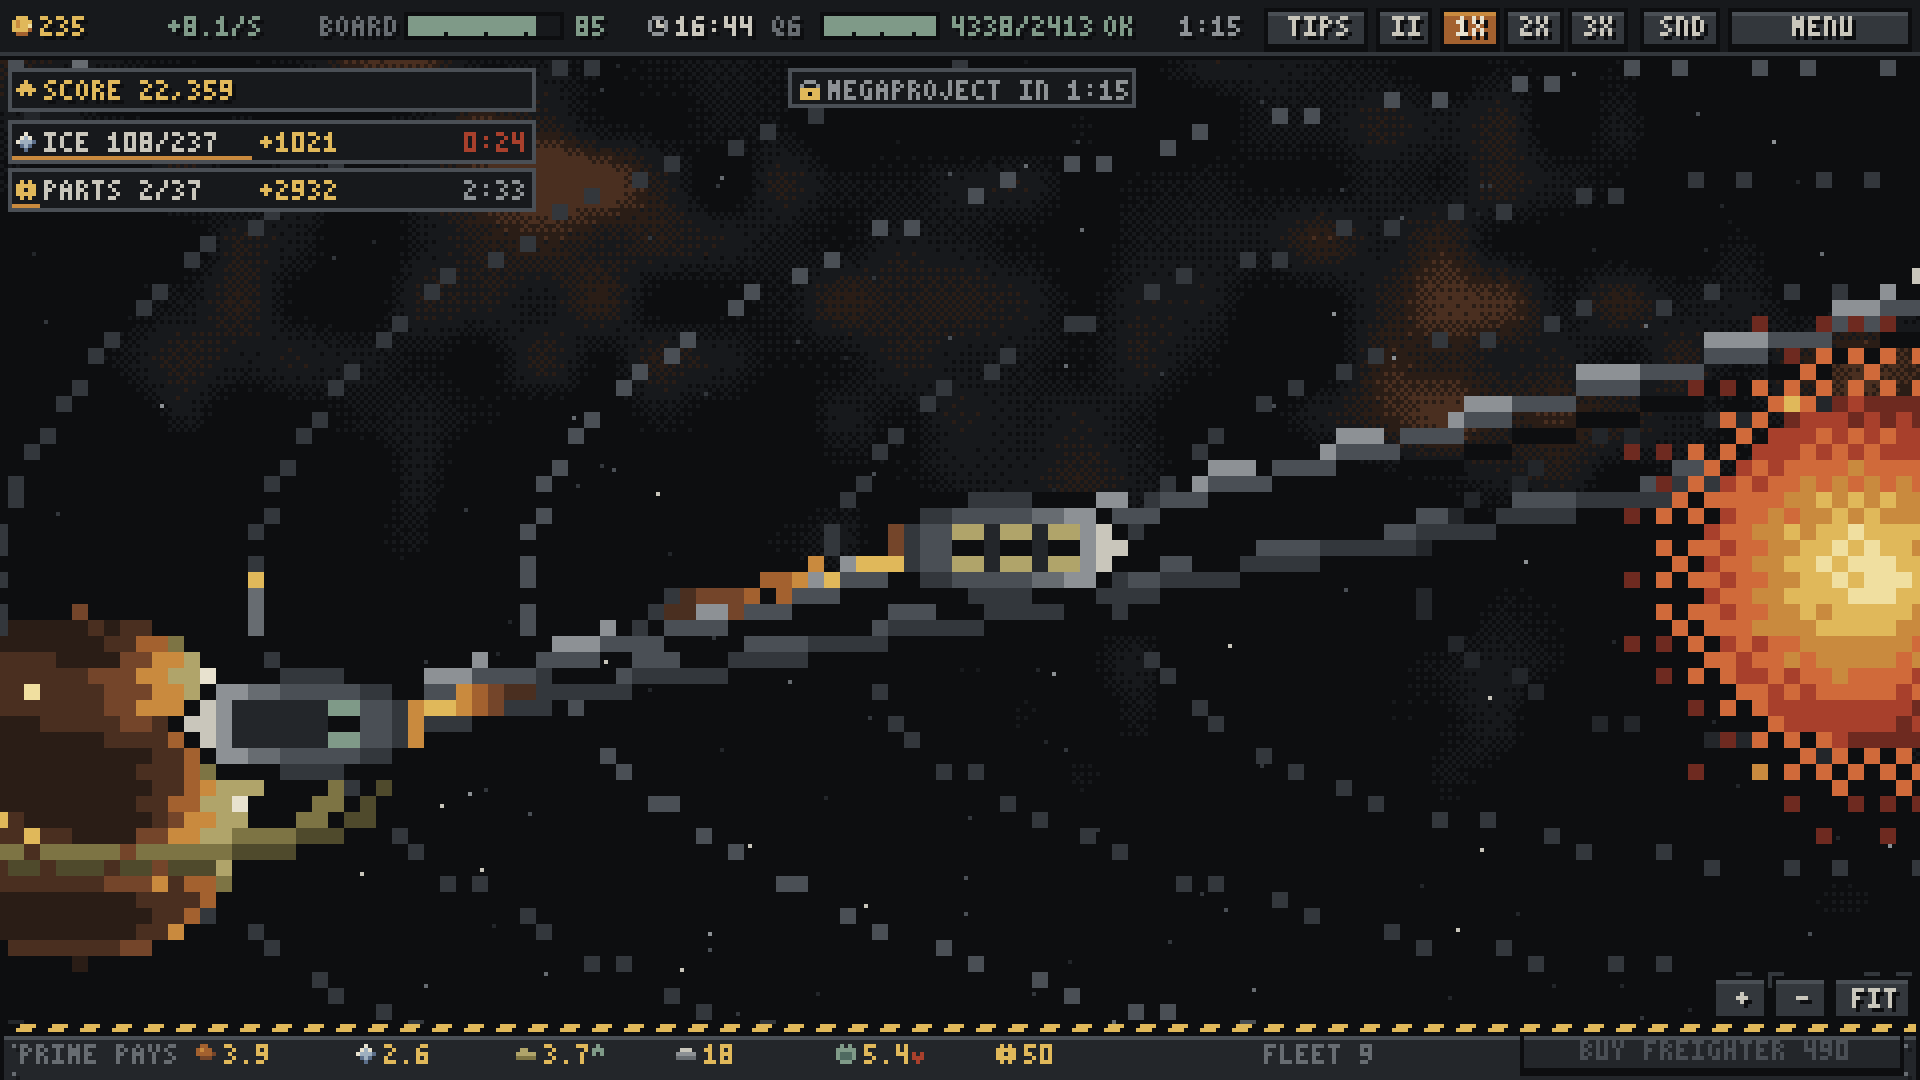 235 +8.1/S BOARD 85 16:44 Q6 4338/2413 OK 1:15 TIPS II 1X 2X 3X SND MENU
SCORE 22,359
MEGAPROJECT IN 1:15
ICE 108/237 +1021 0:24
PARTS 2/37 +2932 2:33
+ - FIT
PRIME PAYS 3.9 2.6 3.7 18 5.4 50 FLEET 9 BUY FREIGHTER 490